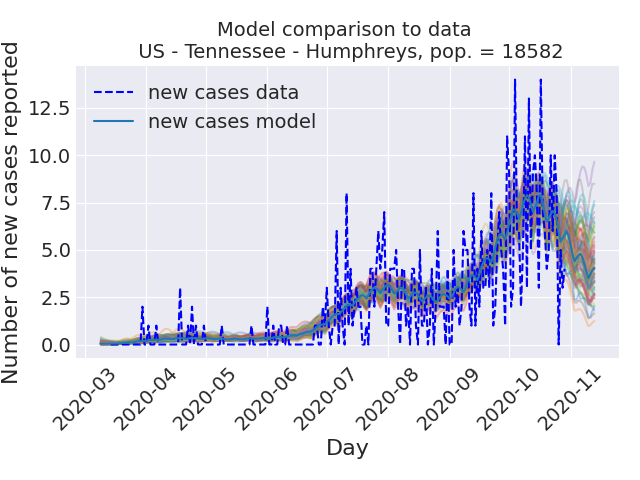 Model comparison to data
US - Tennessee - Humphreys, pop. = 18582
Number of new cases reported
12.5
10.0
7.5
5.0
2.5
0.0
new cases data
new cases model
2020-03
2020-04
2020-05
2020-06
2020-07
2020-08
2020-09
2020-10
2020-11
Day